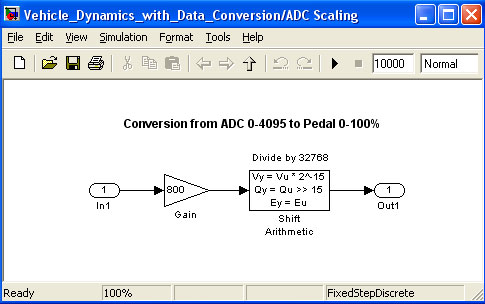 Vehicle_Dynamics_with_Data_Conversion/ADC Scaling
File Edit View Simulation Format Tools Help
10000 Normal
Conversion from ADC 0-4095 to Pedal 0-100%
Divide by 32768
1
In1
800
Gain
Vy = Vu * 2^-15
Qy = Qu >> 15
Ey = Eu
Shift
Arithmetic
1
Out1
Ready 100% FixedStepDiscrete